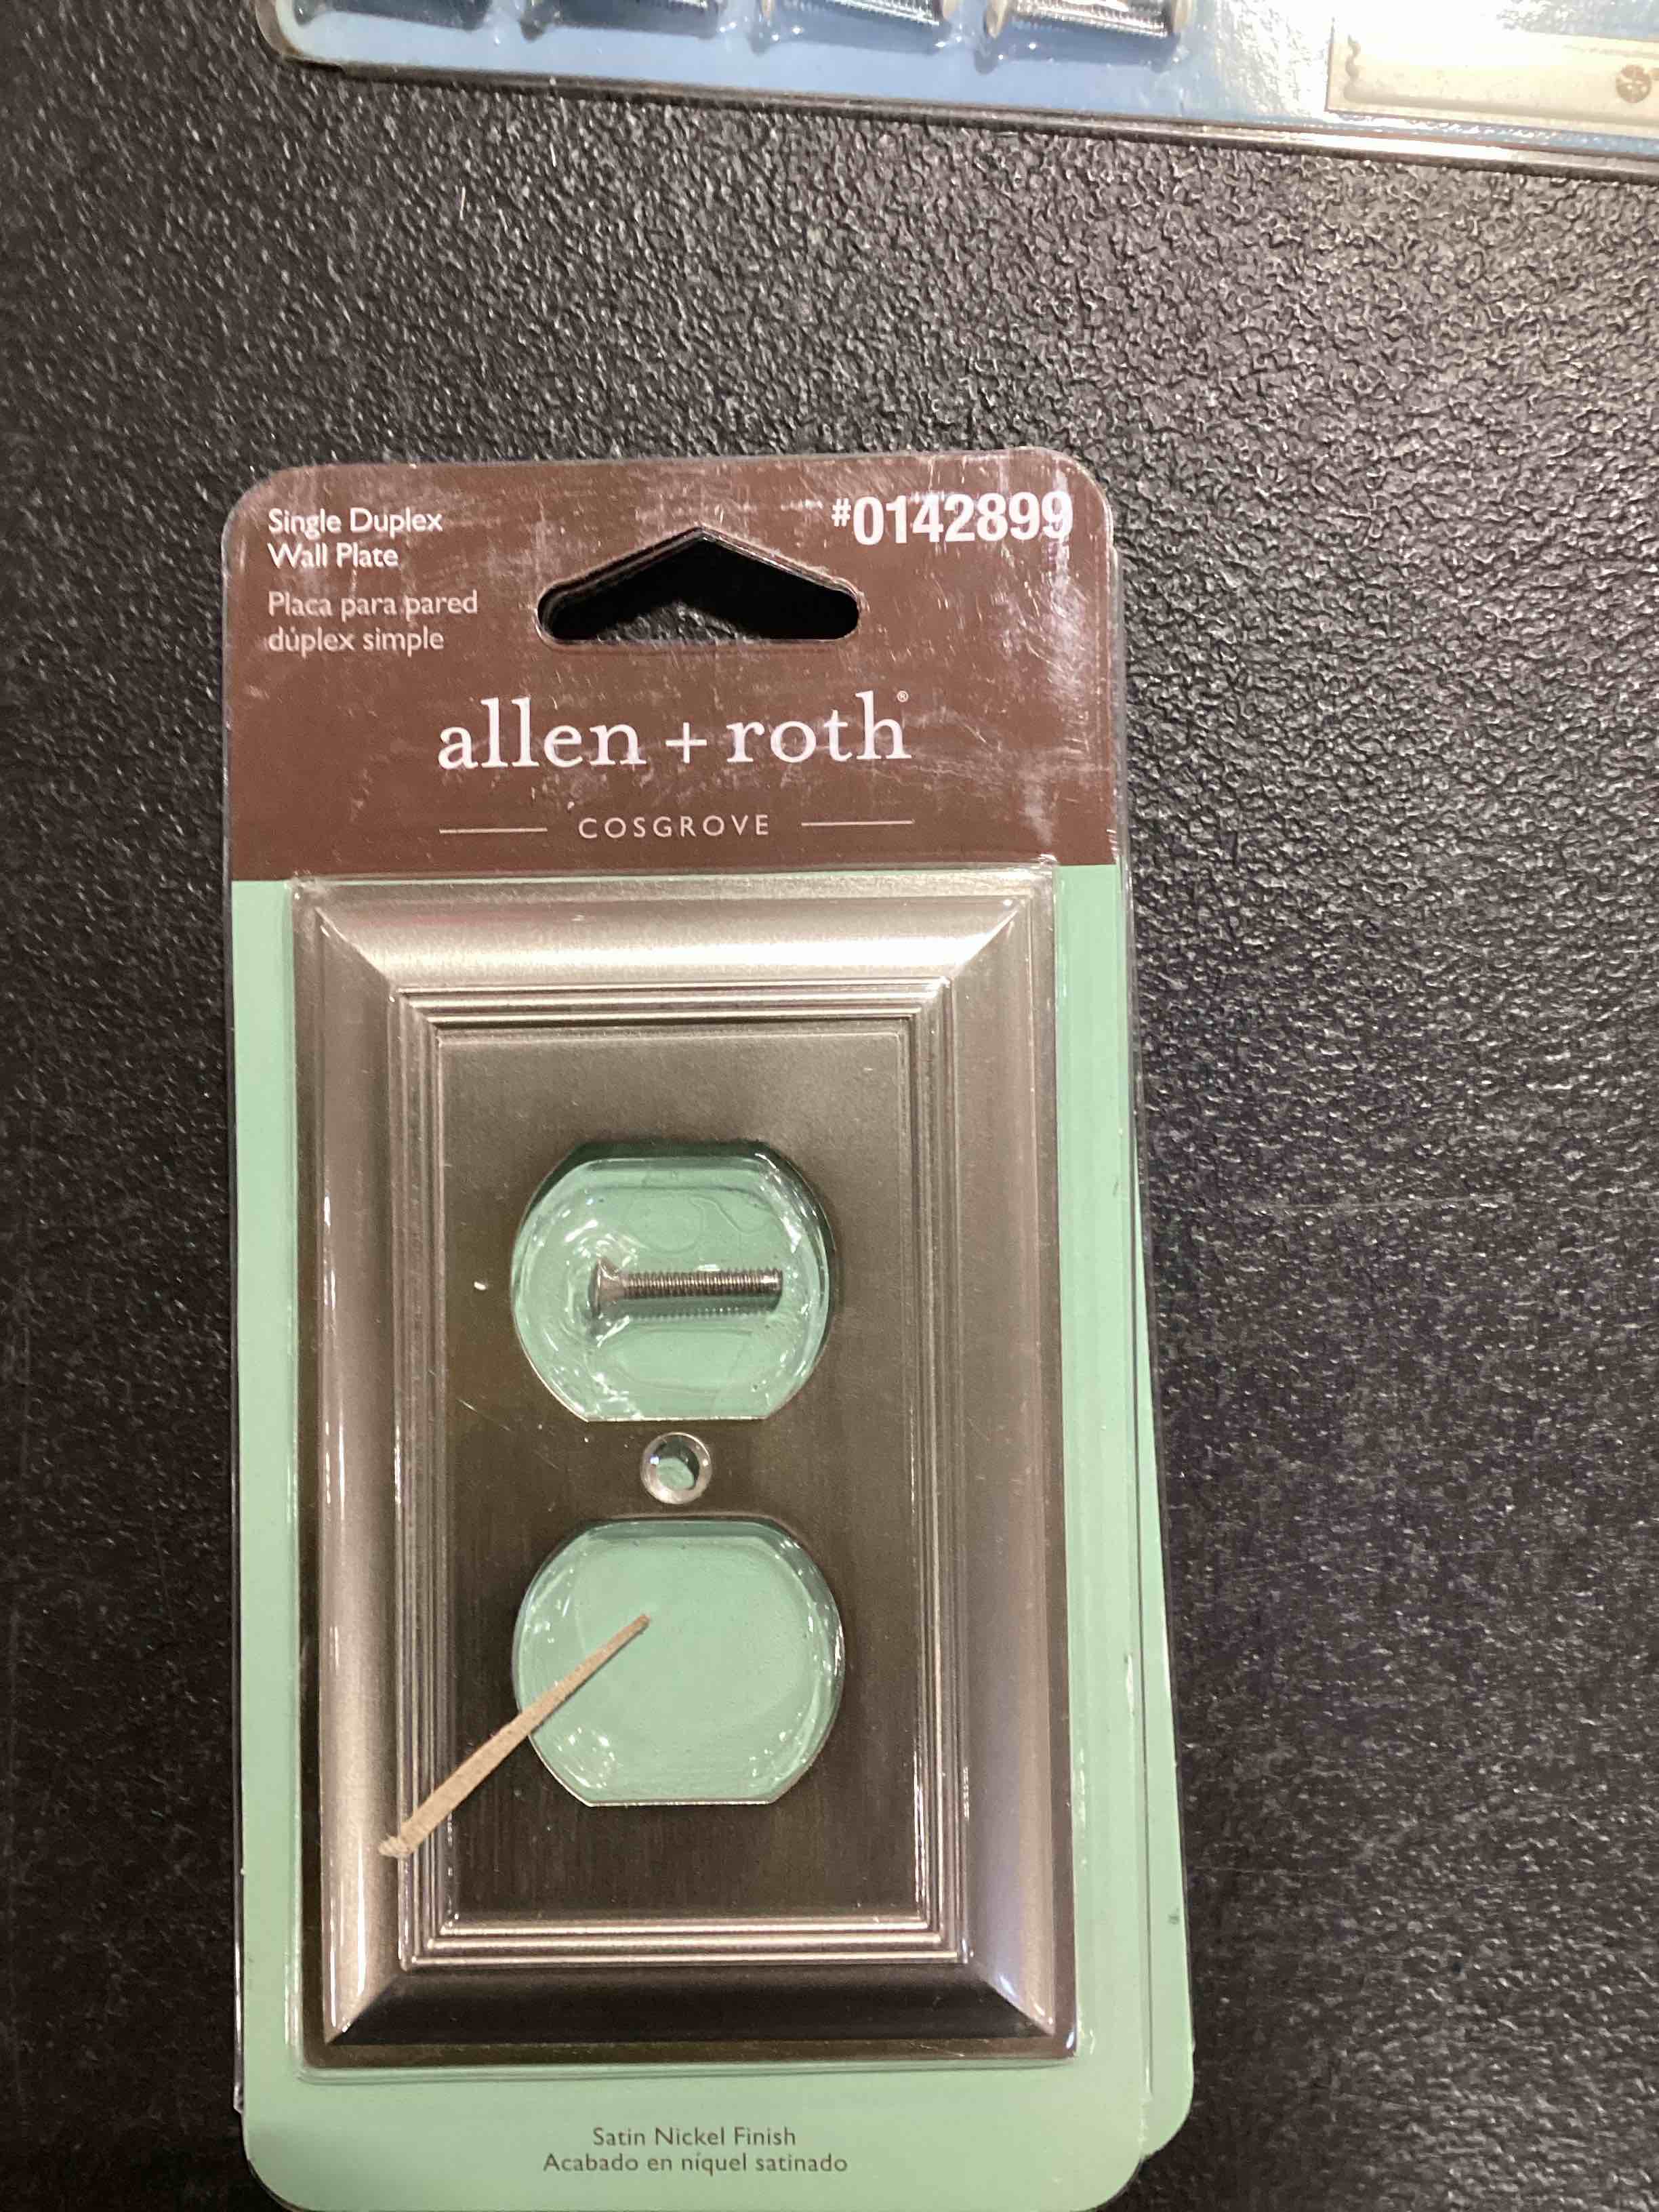 Single Duplex
Wall Plate
Placa para pared
dúplex simple
#0142899
allen + roth®
COSGROVE
Satin Nickel Finish
Acabado en níquel satinado